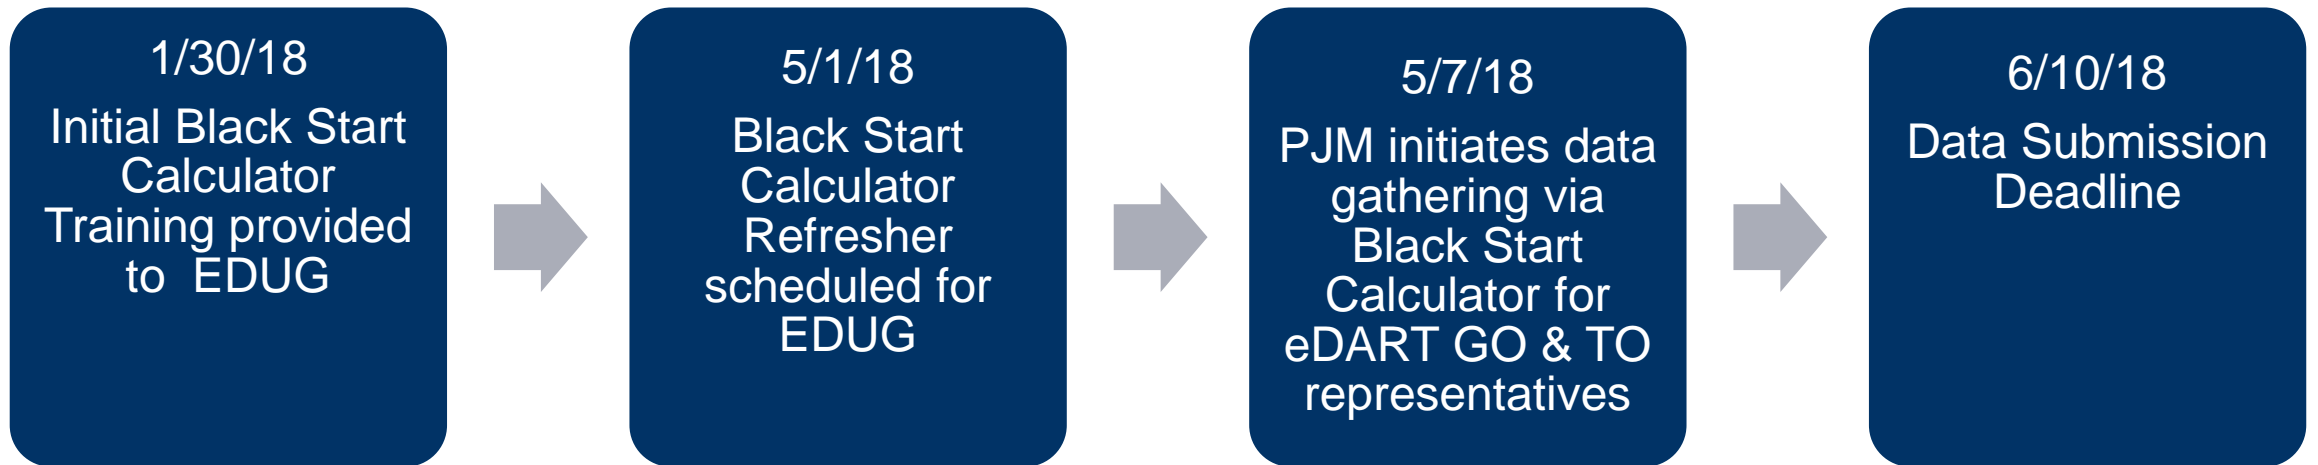 1/30/18
Initial Black Start
Calculator
Training provided
to EDUG
5/1/18
Black Start
Calculator
Refresher
scheduled for
EDUG
5/7/18
PJM initiates data
gathering via
Black Start
Calculator for
eDART GO & TO
representatives
6/10/18
Data Submission
Deadline